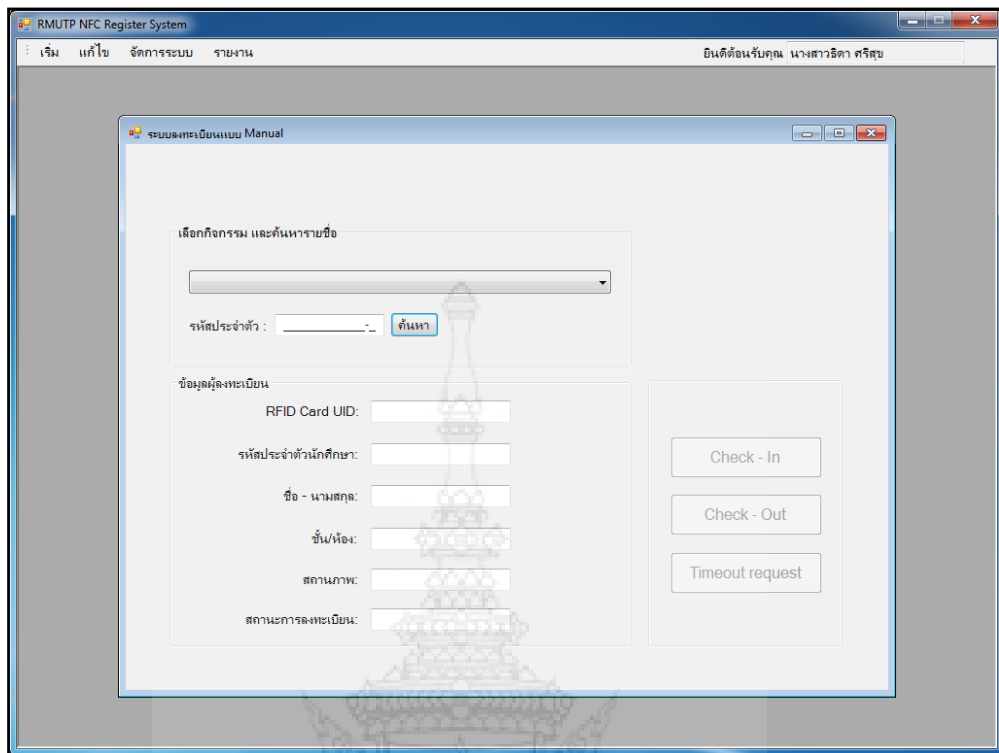 RMUTP NFC Register System
เริ่ม แก้ไข จัดการระบบ รายงาน ยินดีต้อนรับคุณ นางสาวธิดา ศรีสุข
ระบบลงทะเบียนแบบ Manual
เลือกกิจกรรม และค้นหารายชื่อ
รหัสประจำตัว : ____________-_ ค้นหา
ข้อมูลผู้ลงทะเบียน
RFID Card UID:
รหัสประจำตัวนักศึกษา:
ชื่อ - นามสกุล:
ชั้น/ห้อง:
สถานภาพ:
สถานะการลงทะเบียน:
Check - In
Check - Out
Timeout request